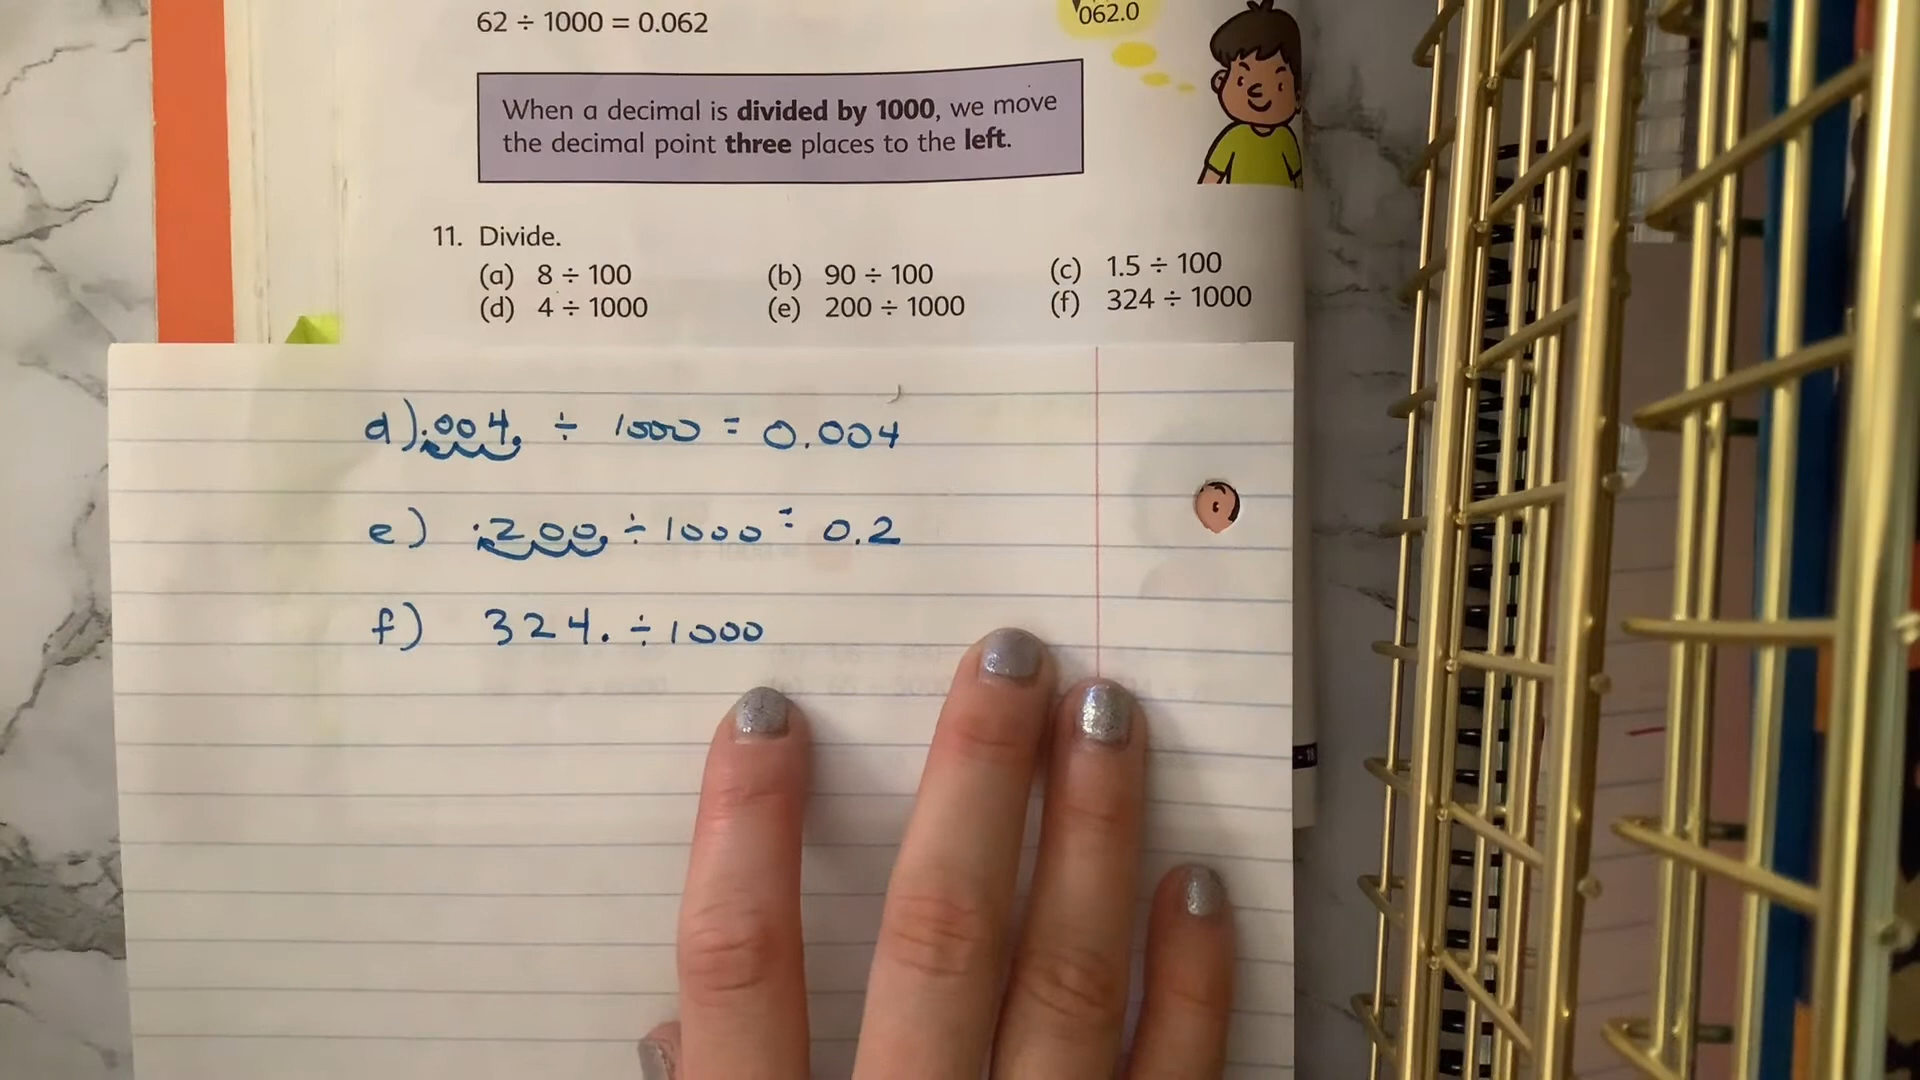 62 ÷ 1000 = 0.062
062.0
When a decimal is divided by 1000, we move
the decimal point three places to the left.
11. Divide.
(a) 8 ÷ 100 (b) 90 ÷ 100 (c) 1.5 ÷ 100
(d) 4 ÷ 1000 (e) 200 ÷ 1000 (f) 324 ÷ 1000
d) .004. ÷ 1000 = 0.004
e) .200. ÷ 1000 = 0.2
f) 324. ÷ 1000